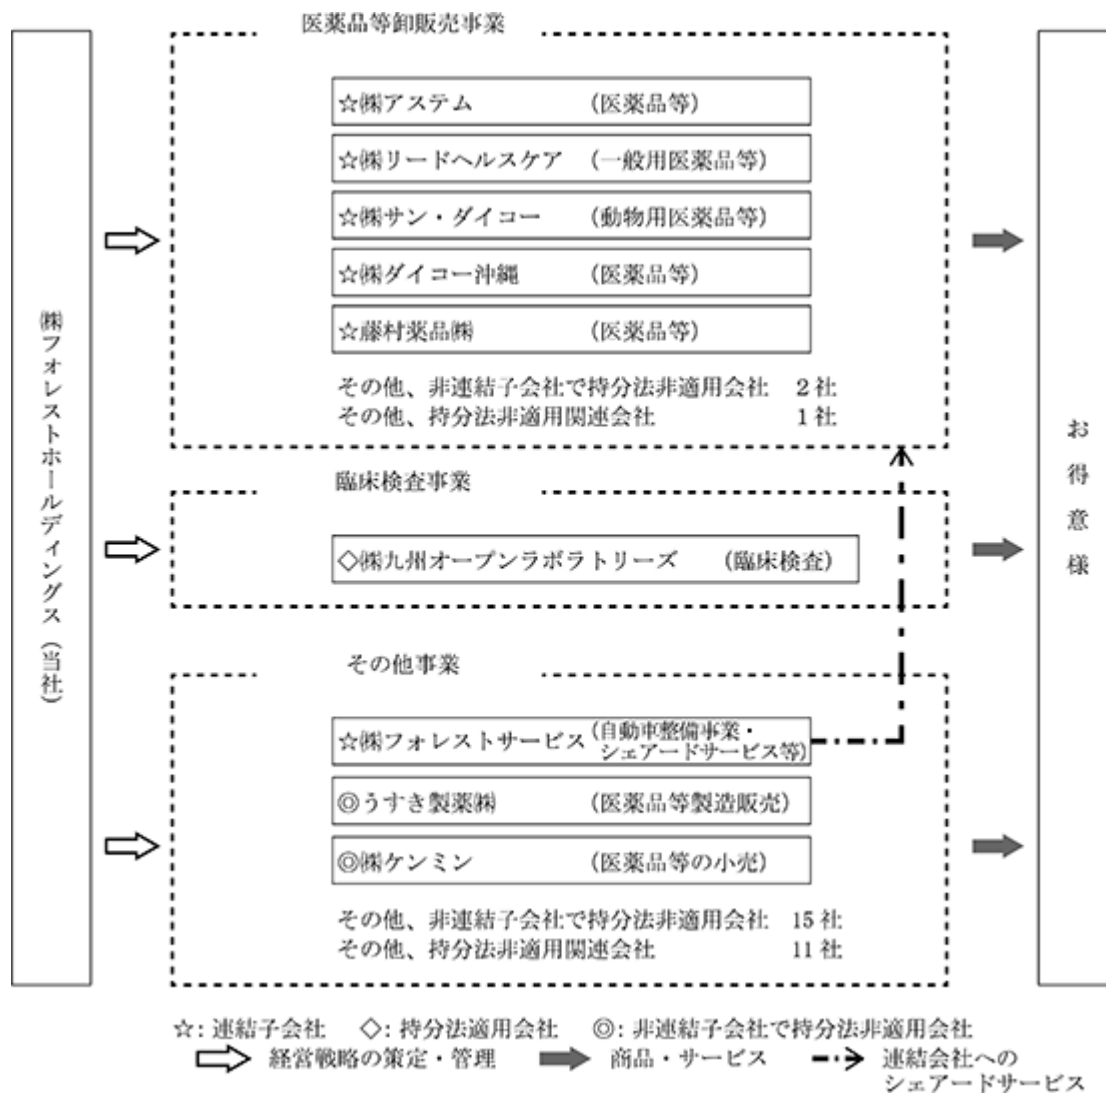 医薬品等卸販売事業
☆㈱アステム (医薬品等)
☆㈱リードヘルスケア (一般用医薬品等)
☆㈱サン・ダイコー (動物用医薬品等)
☆㈱ダイコー沖縄 (医薬品等)
☆藤村薬品㈱ (医薬品等)
その他、非連結子会社で持分法非適用会社 2社
その他、持分法非適用関連会社 1社
㈱フォレストホールディングス(当社)
お得意様
臨床検査事業
◇㈱九州オープンラボラトリーズ (臨床検査)
その他事業
☆㈱フォレストサービス (自動車整備事業・
シェアードサービス等)
◎うすき製薬㈱ (医薬品等製造販売)
◎㈱ケンミン (医薬品等の小売)
その他、非連結子会社で持分法非適用会社 15社
その他、持分法非適用関連会社 11社
☆: 連結子会社 ◇: 持分法適用会社 ◎: 非連結子会社で持分法非適用会社
経営戦略の策定・管理 商品・サービス 連結会社への
シェアードサービス